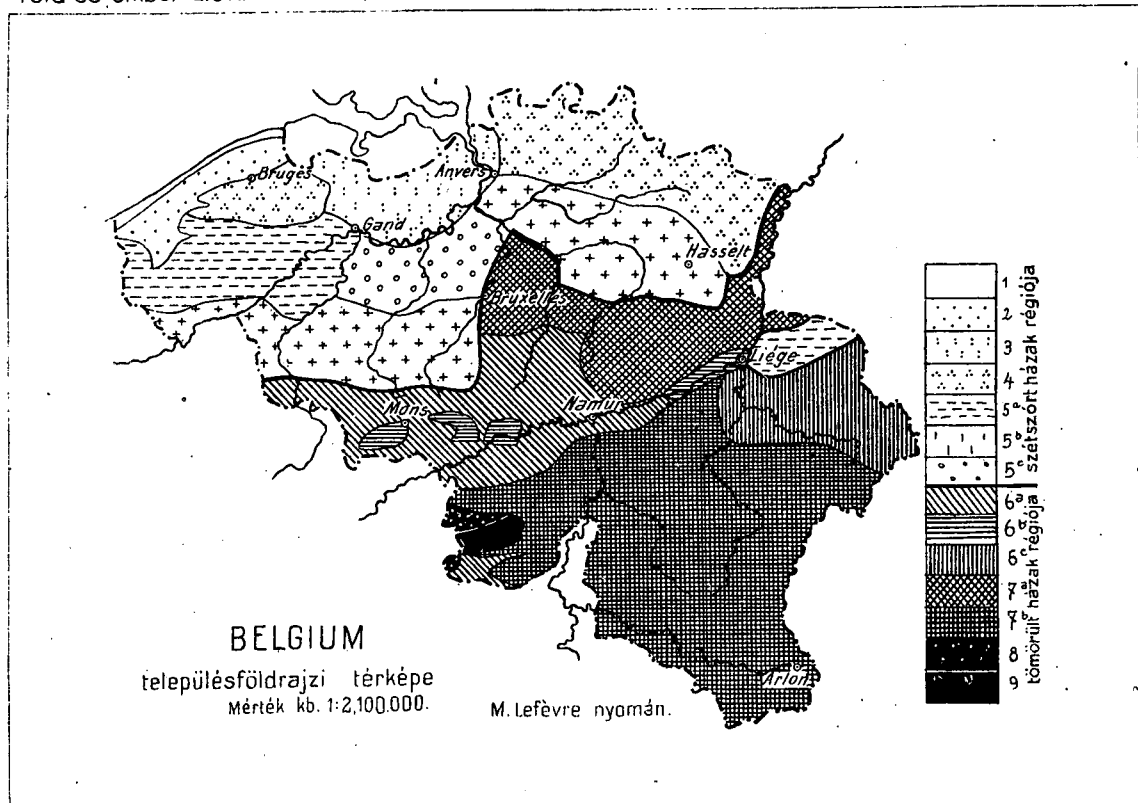 Bruges
Anvers
Gand
Hasselt
Bruxelles
Liége
Mons
Namur
Arlon
BELGIUM
településföldrajzi térképe
Mérték kb. 1:2,100.000.
M. Lefèvre nyomán.
1
2
3
4
5ᵃ
5ᵇ
5ᶜ
6ᵃ
6ᵇ
6ᶜ
7ᵃ
7ᵇ
8
9
szétszórt házak régiója
tömörült házak régiója